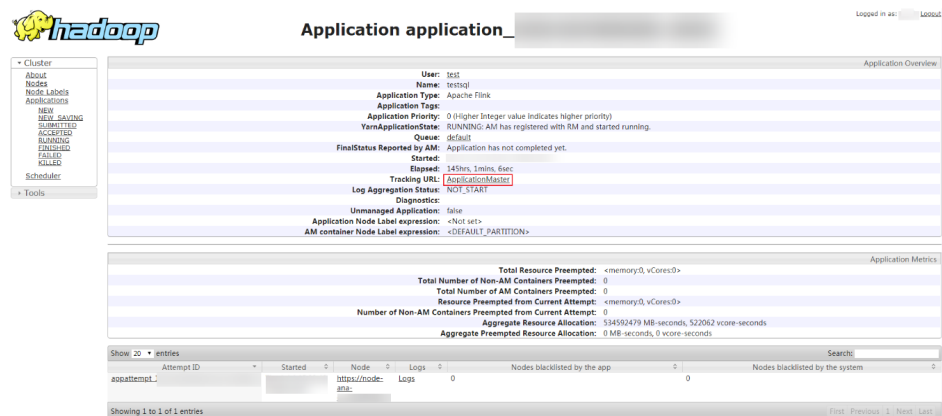 Logged in as: Logout
hadoop
Application application_
Cluster
About
Nodes
Node Labels
Applications
NEW
NEW_SAVING
SUBMITTED
ACCEPTED
RUNNING
FINISHED
FAILED
KILLED
Scheduler
Tools
Application Overview
User: test
Name: testsql
Application Type: Apache Flink
Application Tags:
Application Priority: 0 (Higher Integer value indicates higher priority)
YarnApplicationState: RUNNING: AM has registered with RM and started running.
Queue: default
FinalStatus Reported by AM: Application has not completed yet.
Started:
Elapsed: 145hrs, 1mins, 6sec
Tracking URL: ApplicationMaster
Log Aggregation Status: NOT_START
Diagnostics:
Unmanaged Application: false
Application Node Label expression: <Not set>
AM container Node Label expression: <DEFAULT_PARTITION>
Application Metrics
Total Resource Preempted: <memory:0, vCores:0>
Total Number of Non-AM Containers Preempted: 0
Total Number of AM Containers Preempted: 0
Resource Preempted from Current Attempt: <memory:0, vCores:0>
Number of Non-AM Containers Preempted from Current Attempt: 0
Aggregate Resource Allocation: 534592479 MB-seconds, 522062 vcore-seconds
Aggregate Preempted Resource Allocation: 0 MB-seconds, 0 vcore-seconds
Show 20 entries Search:
Attempt ID Started Node Logs Nodes blacklisted by the app Nodes blacklisted by the system
appattempt_ https://node- Logs 0 0
ana-
Showing 1 to 1 of 1 entries First Previous 1 Next Last